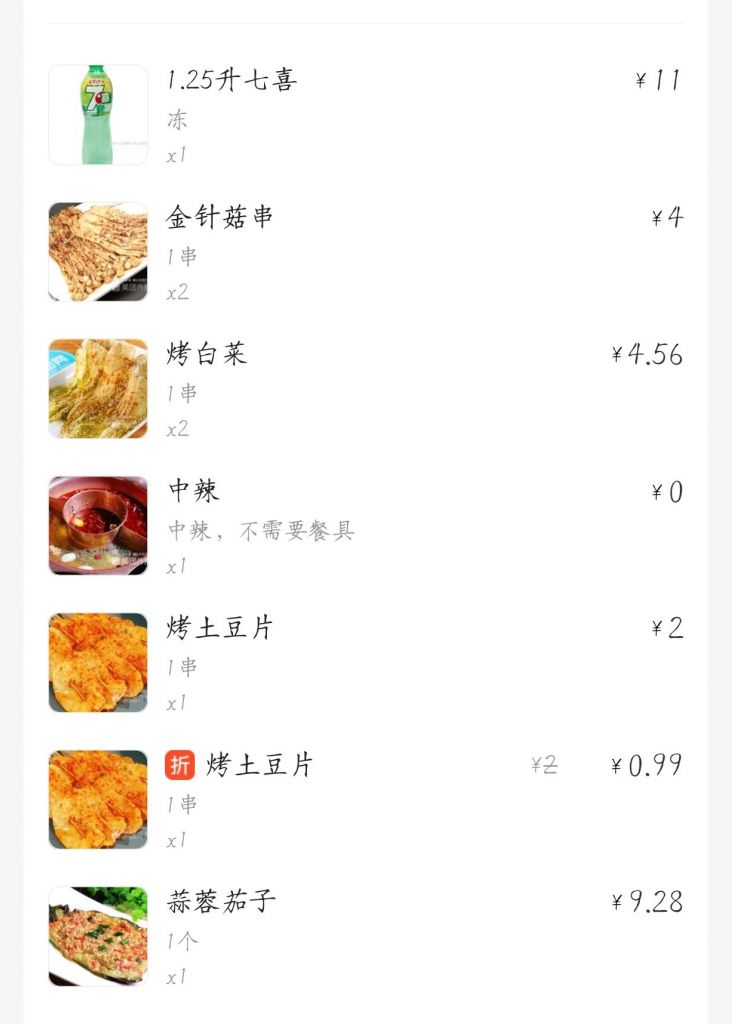 1.25升七喜 ¥11
冻
x1
金针菇串 ¥4
1串
x2
烤白菜 ¥4.56
1串
x2
中辣 ¥0
中辣，不需要餐具
x1
烤土豆片 ¥2
1串
x1
折 烤土豆片 ¥2 ¥0.99
1串
x1
蒜蓉茄子 ¥9.28
1个
x1